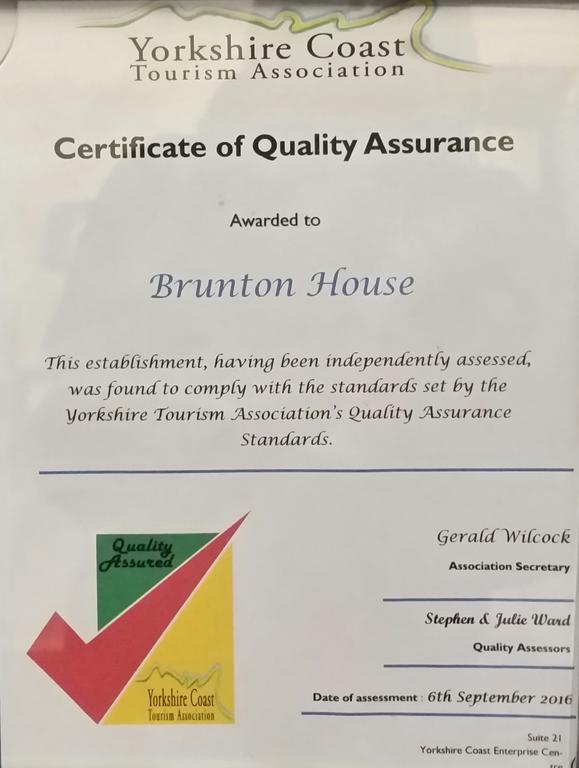 Yorkshire Coast
Tourism Association
Certificate of Quality Assurance
Awarded to
Brunton House
This establishment, having been independently assessed,
was found to comply with the standards set by the
Yorkshire Tourism Association's Quality Assurance
Standards.
Quality
Assured
Yorkshire Coast
Tourism Association
Gerald Wilcock
Association Secretary
Stephen & Julie Ward
Quality Assessors
Date of assessment : 6th September 2016
Suite 21
Yorkshire Coast Enterprise Cen-
tre